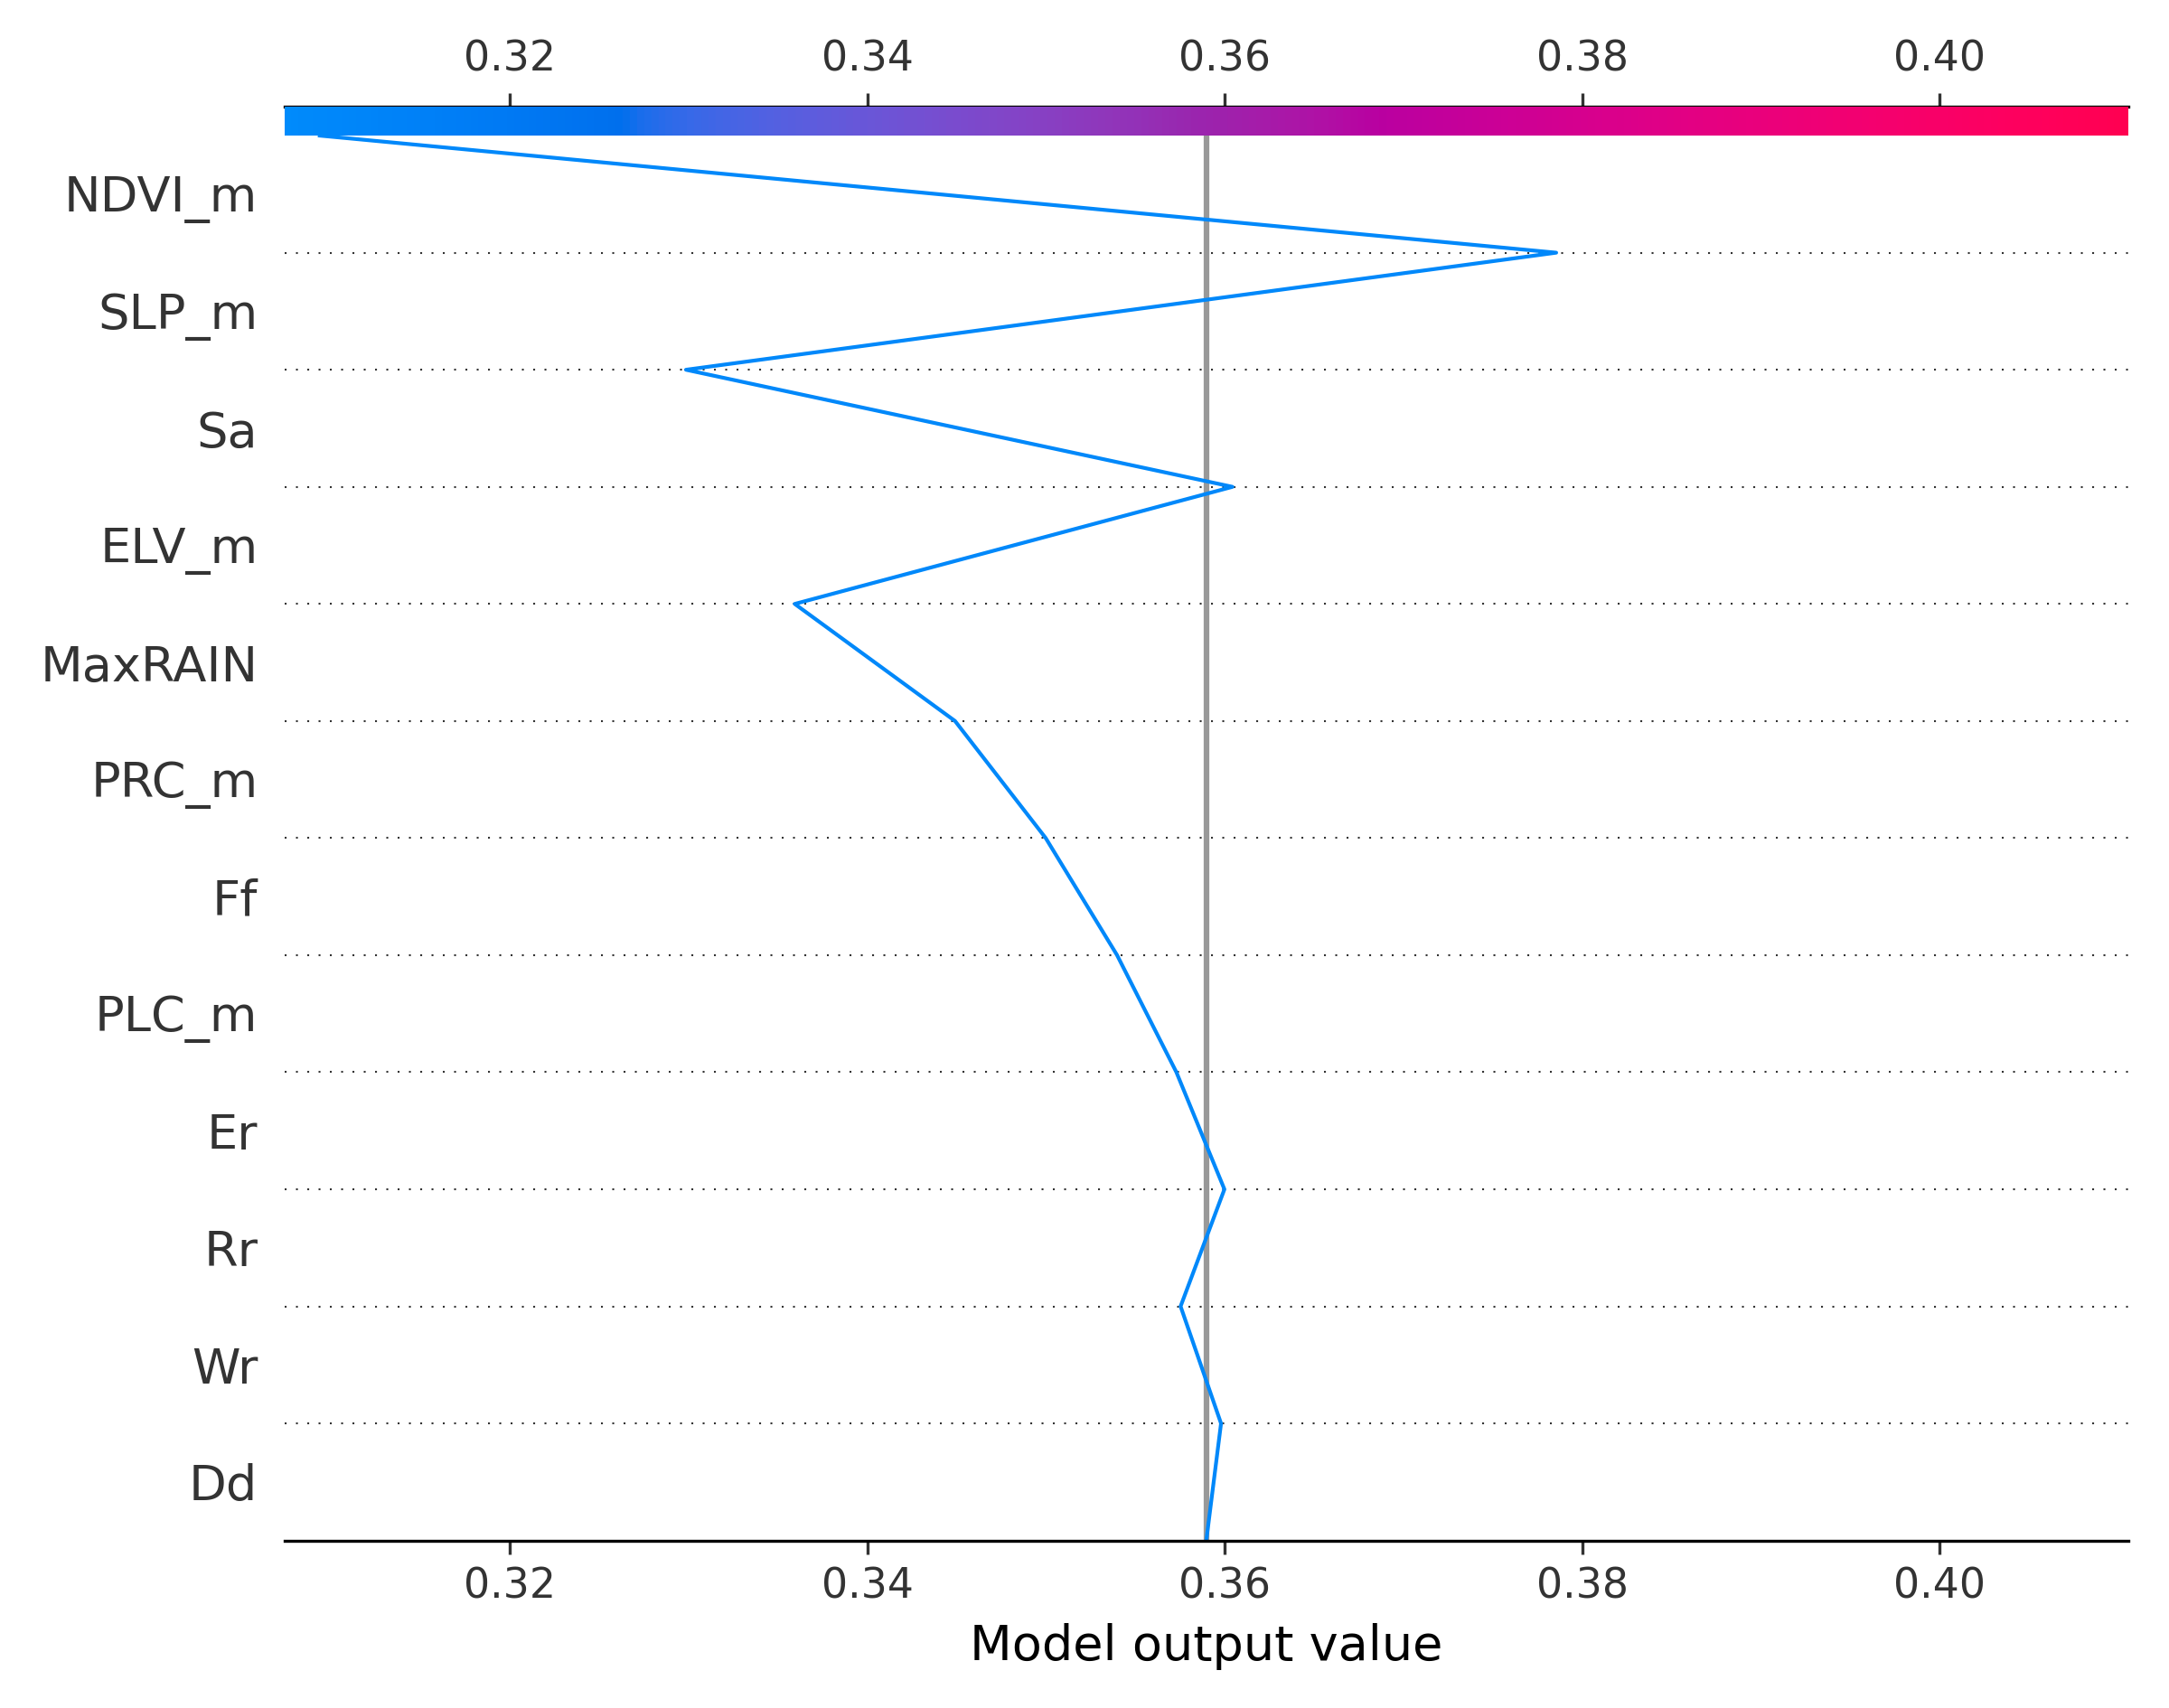 0.32 0.34 0.36 0.38 0.40
NDVI_m
SLP_m
Sa
ELV_m
MaxRAIN
PRC_m
Ff
PLC_m
Er
Rr
Wr
Dd
0.32 0.34 0.36 0.38 0.40
Model output value